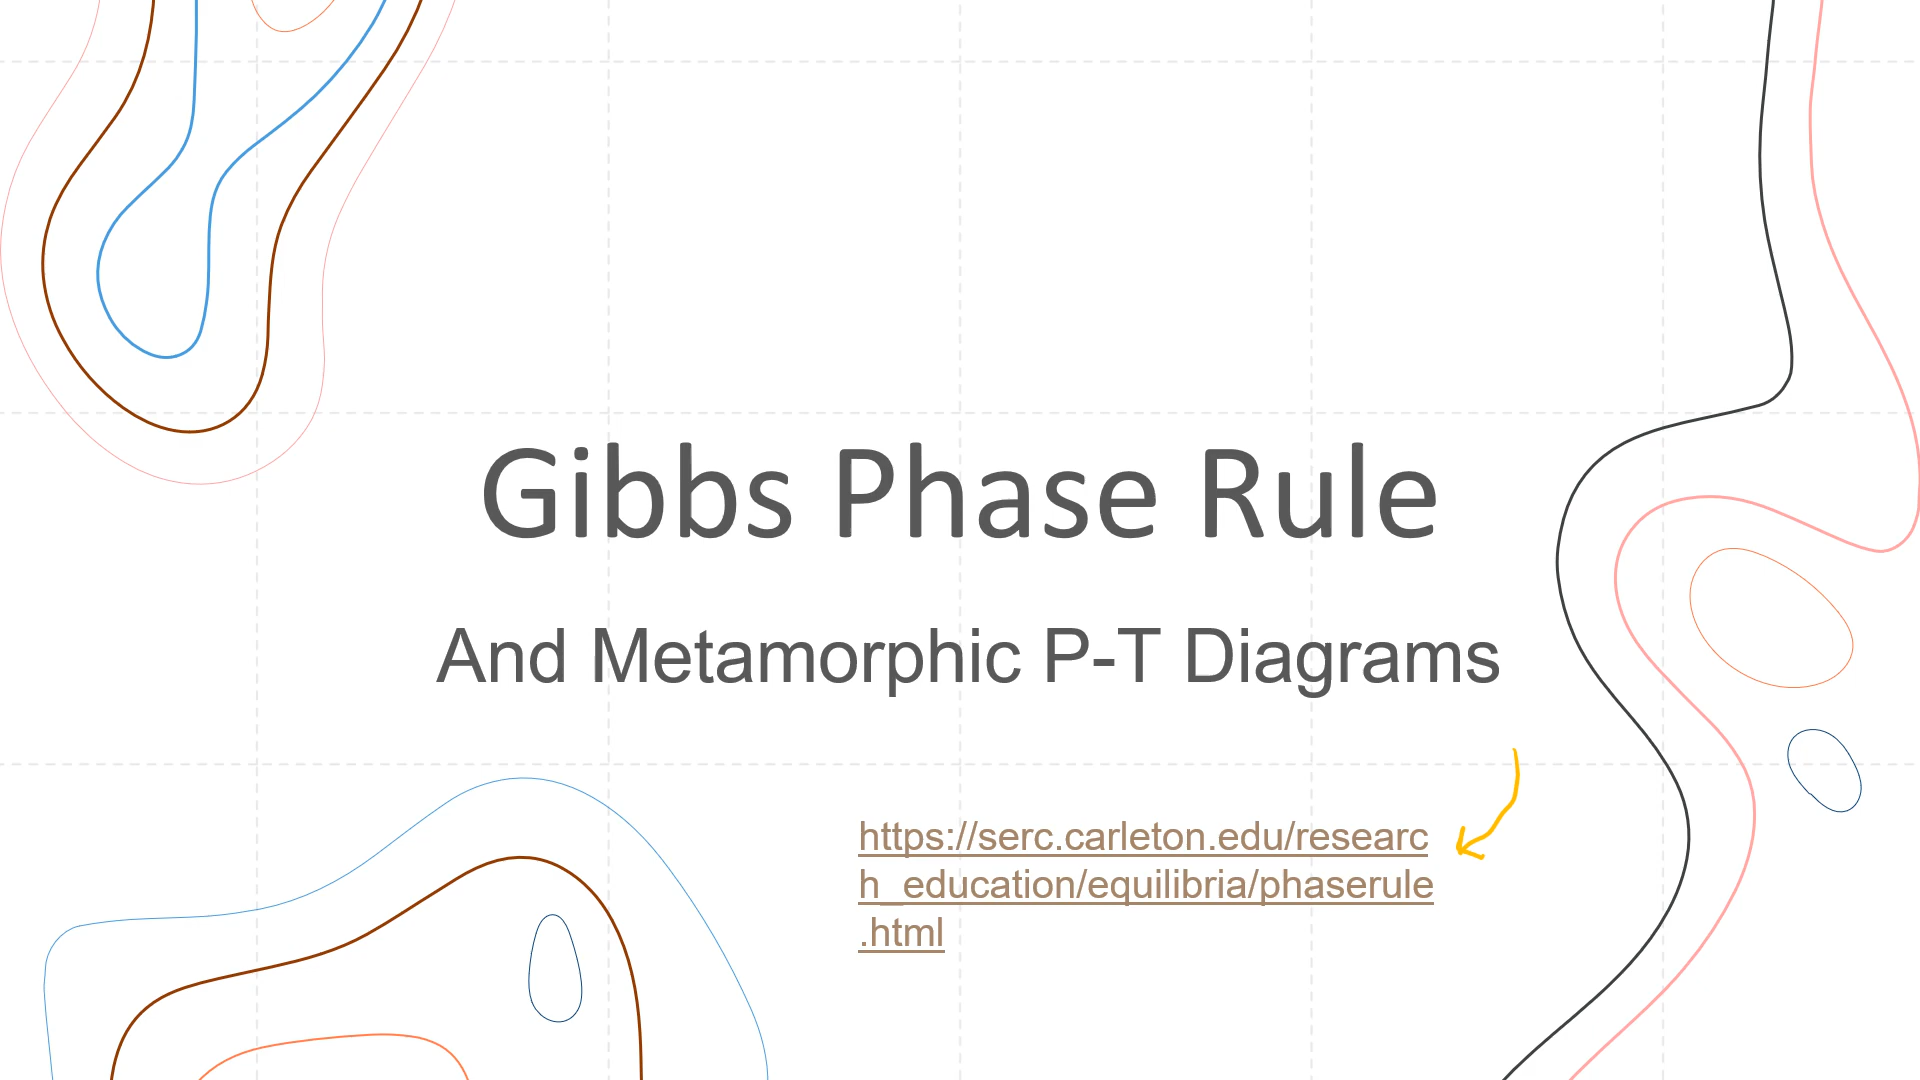 Gibbs Phase Rule
And Metamorphic P-T Diagrams
https://serc.carleton.edu/researc
h_education/equilibria/phaserule
.html